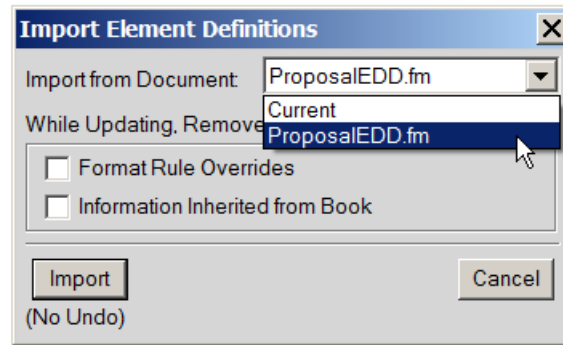 Import Element Definitions
Import from Document: ProposalEDD.fm
Current
While Updating, Remove
ProposalEDD.fm
Format Rule Overrides
Information Inherited from Book
Import
Cancel
(No Undo)